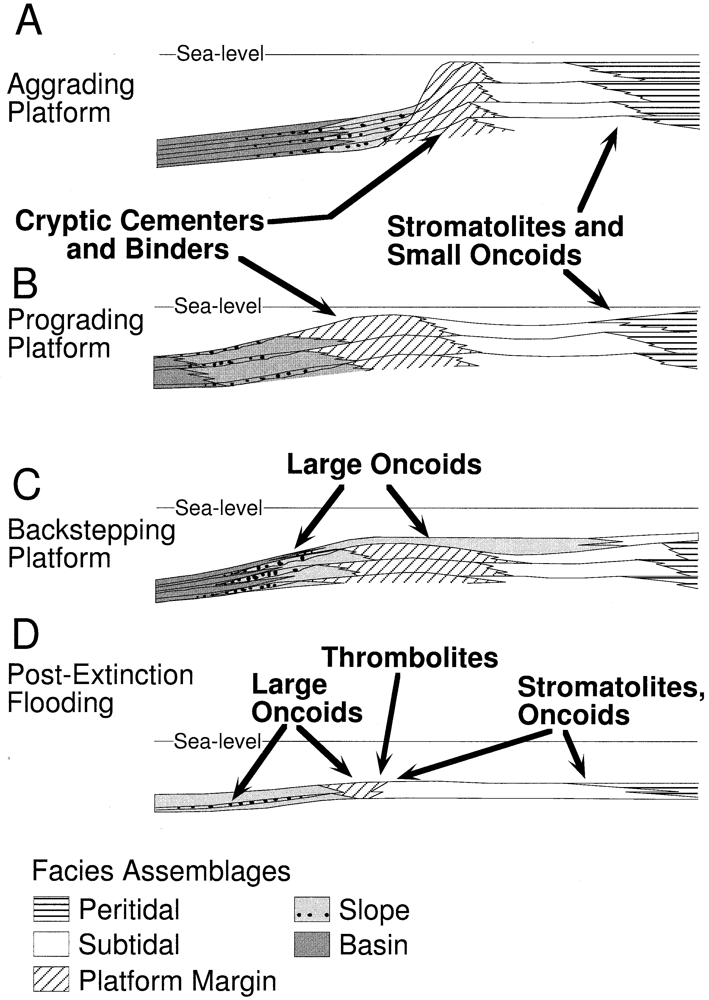 A
Sea-level
Aggrading
Platform
Cryptic Cementers
and Binders
Stromatolites and
Small Oncoids
B
Sea-level
Prograding
Platform
Large Oncoids
C
Sea-level
Backstepping
Platform
D
Thrombolites
Post-Extinction
Flooding
Large
Oncoids
Stromatolites,
Oncoids
Sea-level
Facies Assemblages
Peritidal
Slope
Subtidal
Basin
Platform Margin